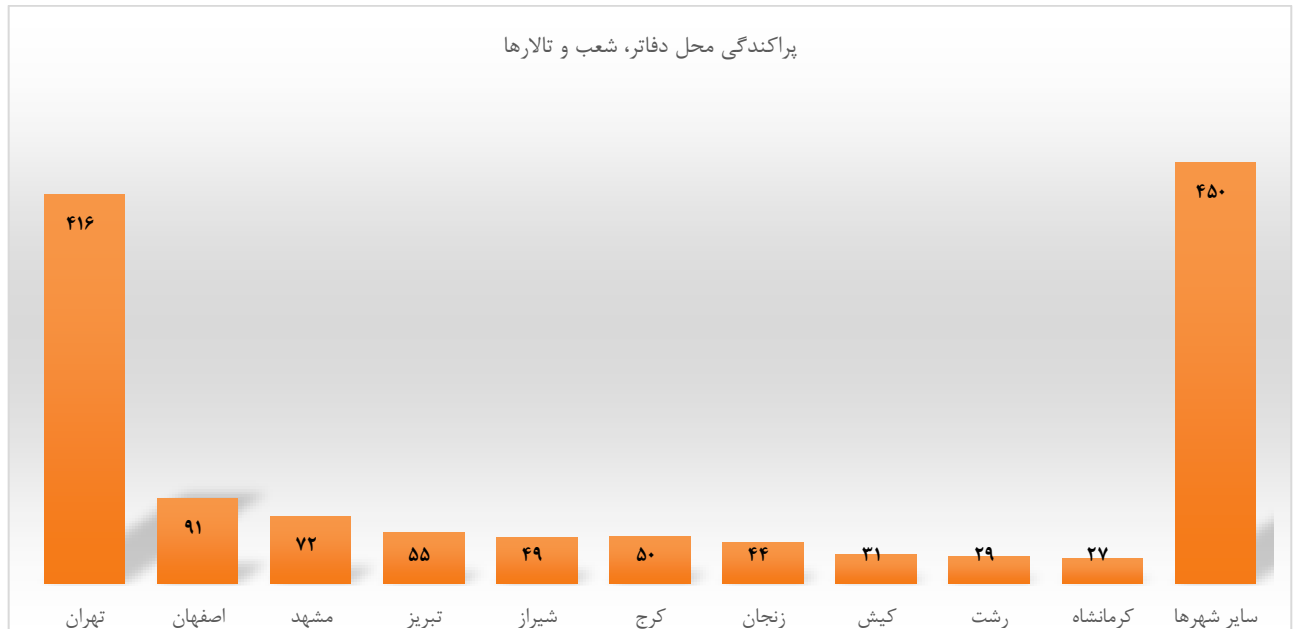 پراکندگی محل دفاتر، شعب و تالارها
۴۱۶
۹۱
۷۲
۵۵
۴۹
۵۰
۴۴
۳۱
۲۹
۲۷
۴۵۰
تهران
اصفهان
مشهد
تبریز
شیراز
کرج
زنجان
کیش
رشت
کرمانشاه
سایر شهرها